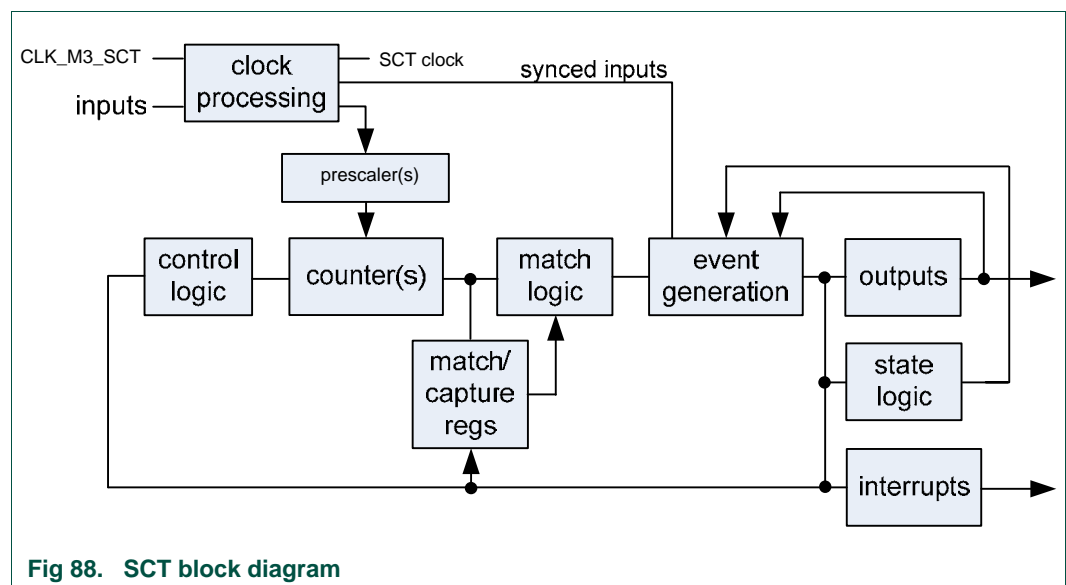 CLK_M3_SCT
inputs
clock
processing
SCT clock
synced inputs
prescaler(s)
control
logic
counter(s)
match
logic
event
generation
outputs
match/
capture
regs
state
logic
interrupts
Fig 88. SCT block diagram